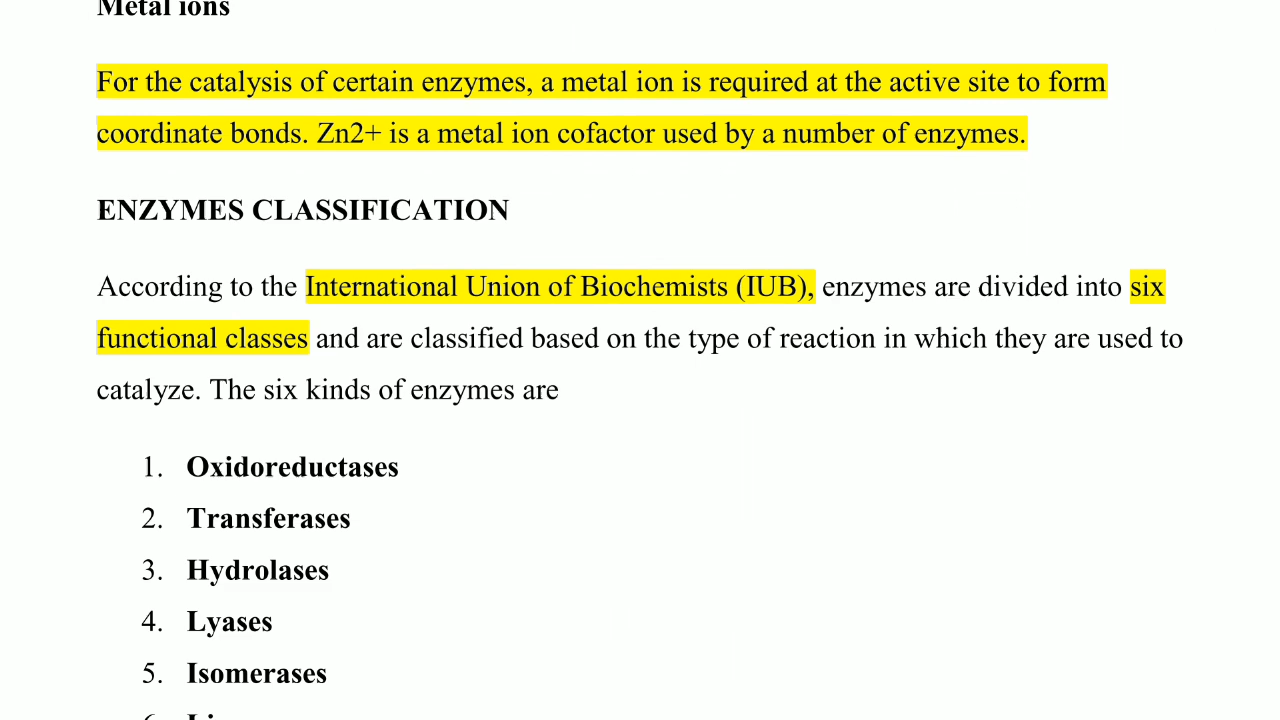 Metal ions
For the catalysis of certain enzymes, a metal ion is required at the active site to form
coordinate bonds. Zn2+ is a metal ion cofactor used by a number of enzymes.
ENZYMES CLASSIFICATION
According to the International Union of Biochemists (IUB), enzymes are divided into six
functional classes and are classified based on the type of reaction in which they are used to
catalyze. The six kinds of enzymes are
1. Oxidoreductases
2. Transferases
3. Hydrolases
4. Lyases
5. Isomerases